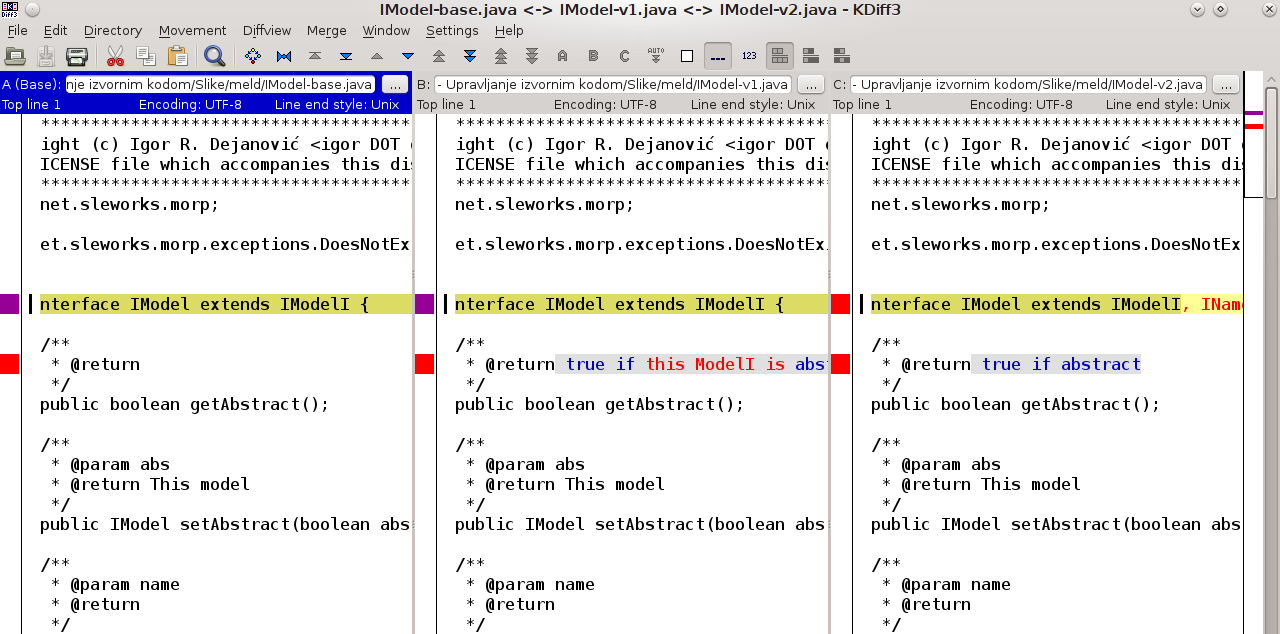 IModel-base.java <-> IModel-v1.java <-> IModel-v2.java - KDiff3
File Edit Directory Movement Diffview Merge Window Settings Help
A B C AUTO --- 123
A (Base): nje izvornim kodom/Slike/meld/IModel-base.java ...
Top line 1 Encoding: UTF-8 Line end style: Unix
B: - Upravljanje izvornim kodom/Slike/meld/IModel-v1.java ...
Top line 1 Encoding: UTF-8 Line end style: Unix
C: - Upravljanje izvornim kodom/Slike/meld/IModel-v2.java ...
Top line 1 Encoding: UTF-8 Line end style: Unix
*************************************
ight (c) Igor R. Dejanović <igor DOT
ICENSE file which accompanies this dis
*************************************
net.sleworks.morp;
et.sleworks.morp.exceptions.DoesNotEx
nterface IModel extends IModelI {
/**
* @return
*/
public boolean getAbstract();
/**
* @param abs
* @return This model
*/
public IModel setAbstract(boolean abs
/**
* @param name
* @return
*/
*************************************
ight (c) Igor R. Dejanović <igor DOT
ICENSE file which accompanies this dis
*************************************
net.sleworks.morp;
et.sleworks.morp.exceptions.DoesNotEx
nterface IModel extends IModelI {
/**
* @return true if this ModelI is abst
*/
public boolean getAbstract();
/**
* @param abs
* @return This model
*/
public IModel setAbstract(boolean abs
/**
* @param name
* @return
*/
*************************************
ight (c) Igor R. Dejanović <igor DOT
ICENSE file which accompanies this dis
*************************************
net.sleworks.morp;
et.sleworks.morp.exceptions.DoesNotEx
nterface IModel extends IModelI, INam
/**
* @return true if abstract
*/
public boolean getAbstract();
/**
* @param abs
* @return This model
*/
public IModel setAbstract(boolean abs
/**
* @param name
* @return
*/